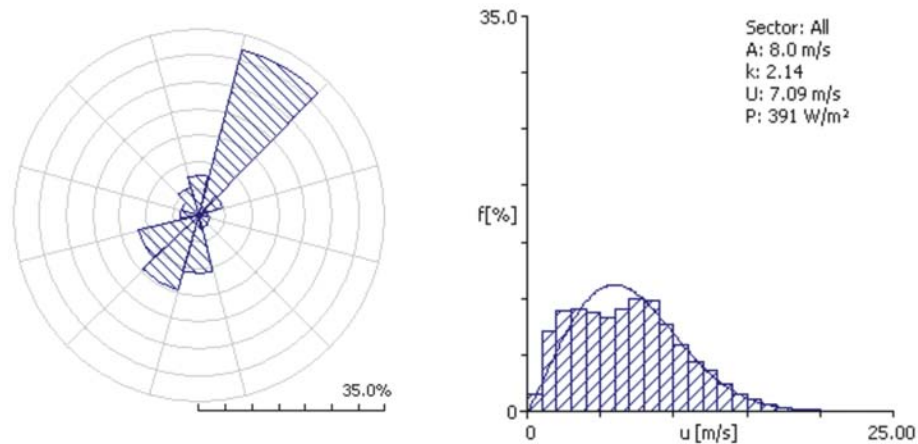 35.0%
35.0
Sector: All
A: 8.0 m/s
k: 2.14
U: 7.09 m/s
P: 391 W/m²
f[%]
0
0
u [m/s]
25.00